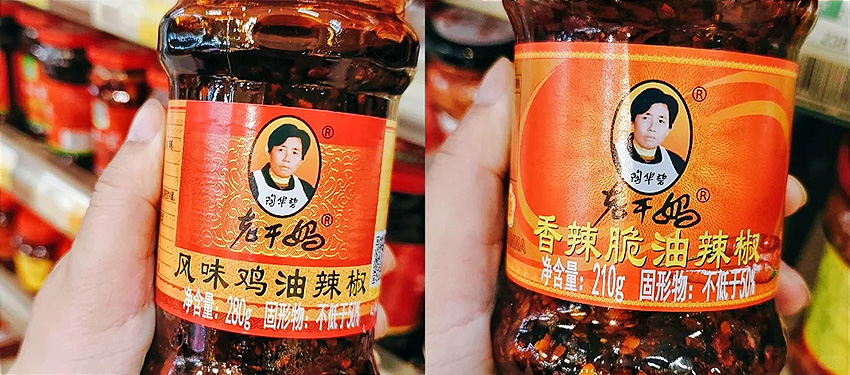 ®
陶华碧
老干妈®
风味鸡油辣椒
净含量：280g 固形物：不低于50%
®
陶华碧
老干妈®
香辣脆油辣椒
净含量：210g 固形物：不低于50%